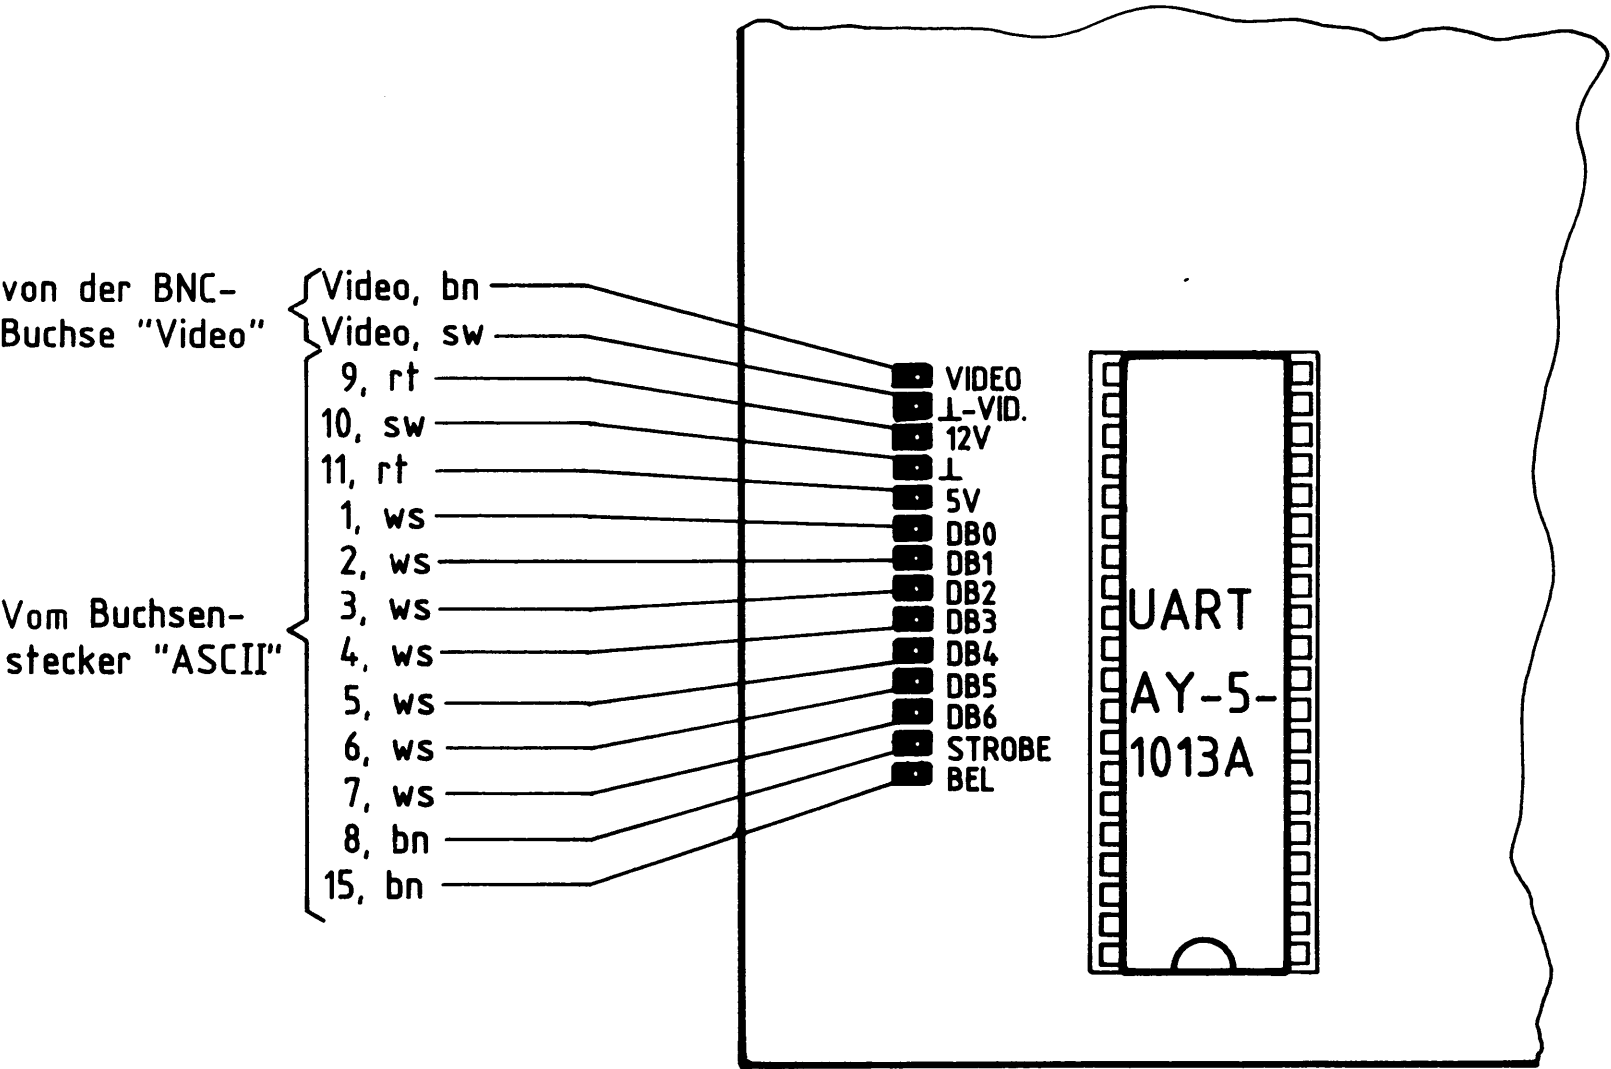 von der BNC-
Buchse "Video"
Video, bn
Video, sw
9, rt
10, sw
11, rt
1, ws
2, ws
3, ws
4, ws
5, ws
6, ws
7, ws
8, bn
15, bn
Vom Buchsen-
stecker "ASCII"
VIDEO
⊥-VID.
12V
⊥
5V
DB0
DB1
DB2
DB3
DB4
DB5
DB6
STROBE
BEL
UART
AY-5-
1013A